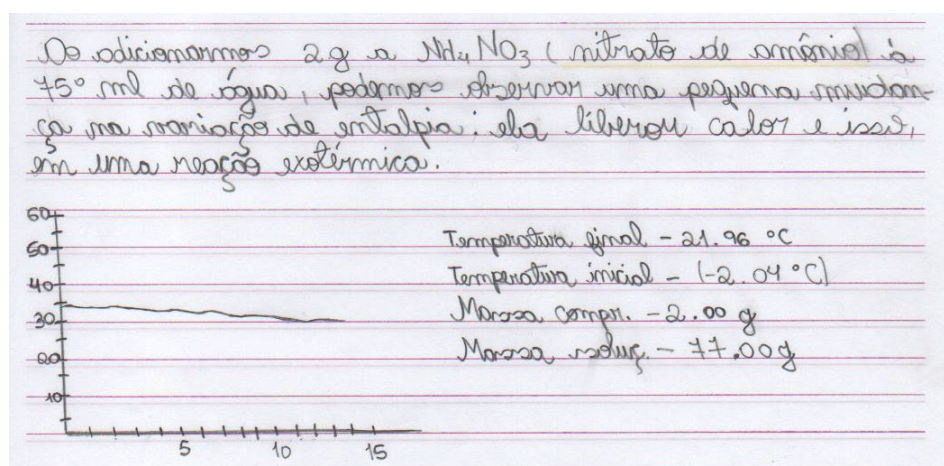 Ao adicionarmos 2 g a NH4NO3 (nitrato de amônio) à
75° ml de água, podemos observar uma pequena mudan-
ça na variação de entalpia: ela liberou calor e isso,
em uma reação exotérmica.
60
50
40
30
20
10
5 10 15
Temperatura final - 21.96 °C
Temperatura inicial - (-2.04 °C)
Massa compr. - 2.00 g
Massa soluç. - 77.00g